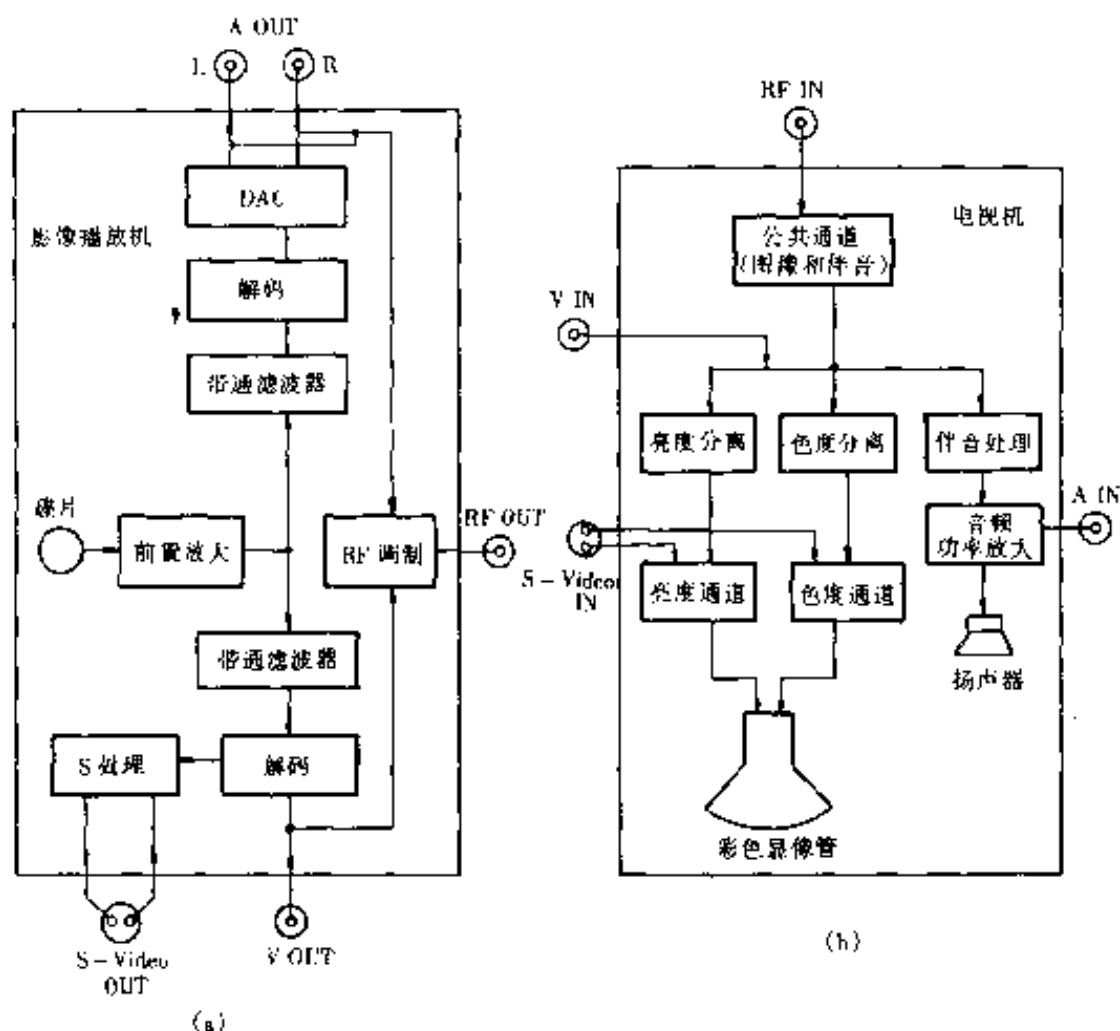 A OUT
L
R
DAC
影像播放机
解码
带通滤波器
碟片
前置放大
RF 调制
RF OUT
带通滤波器
S 处理
解码
S-Video
OUT
V OUT
(a)
RF IN
电视机
公共通道
(图像和伴音)
V IN
亮度分离
色度分离
伴音处理
A IN
音频
功率放大
S-Video
IN
亮度通道
色度通道
扬声器
彩色显像管
(b)